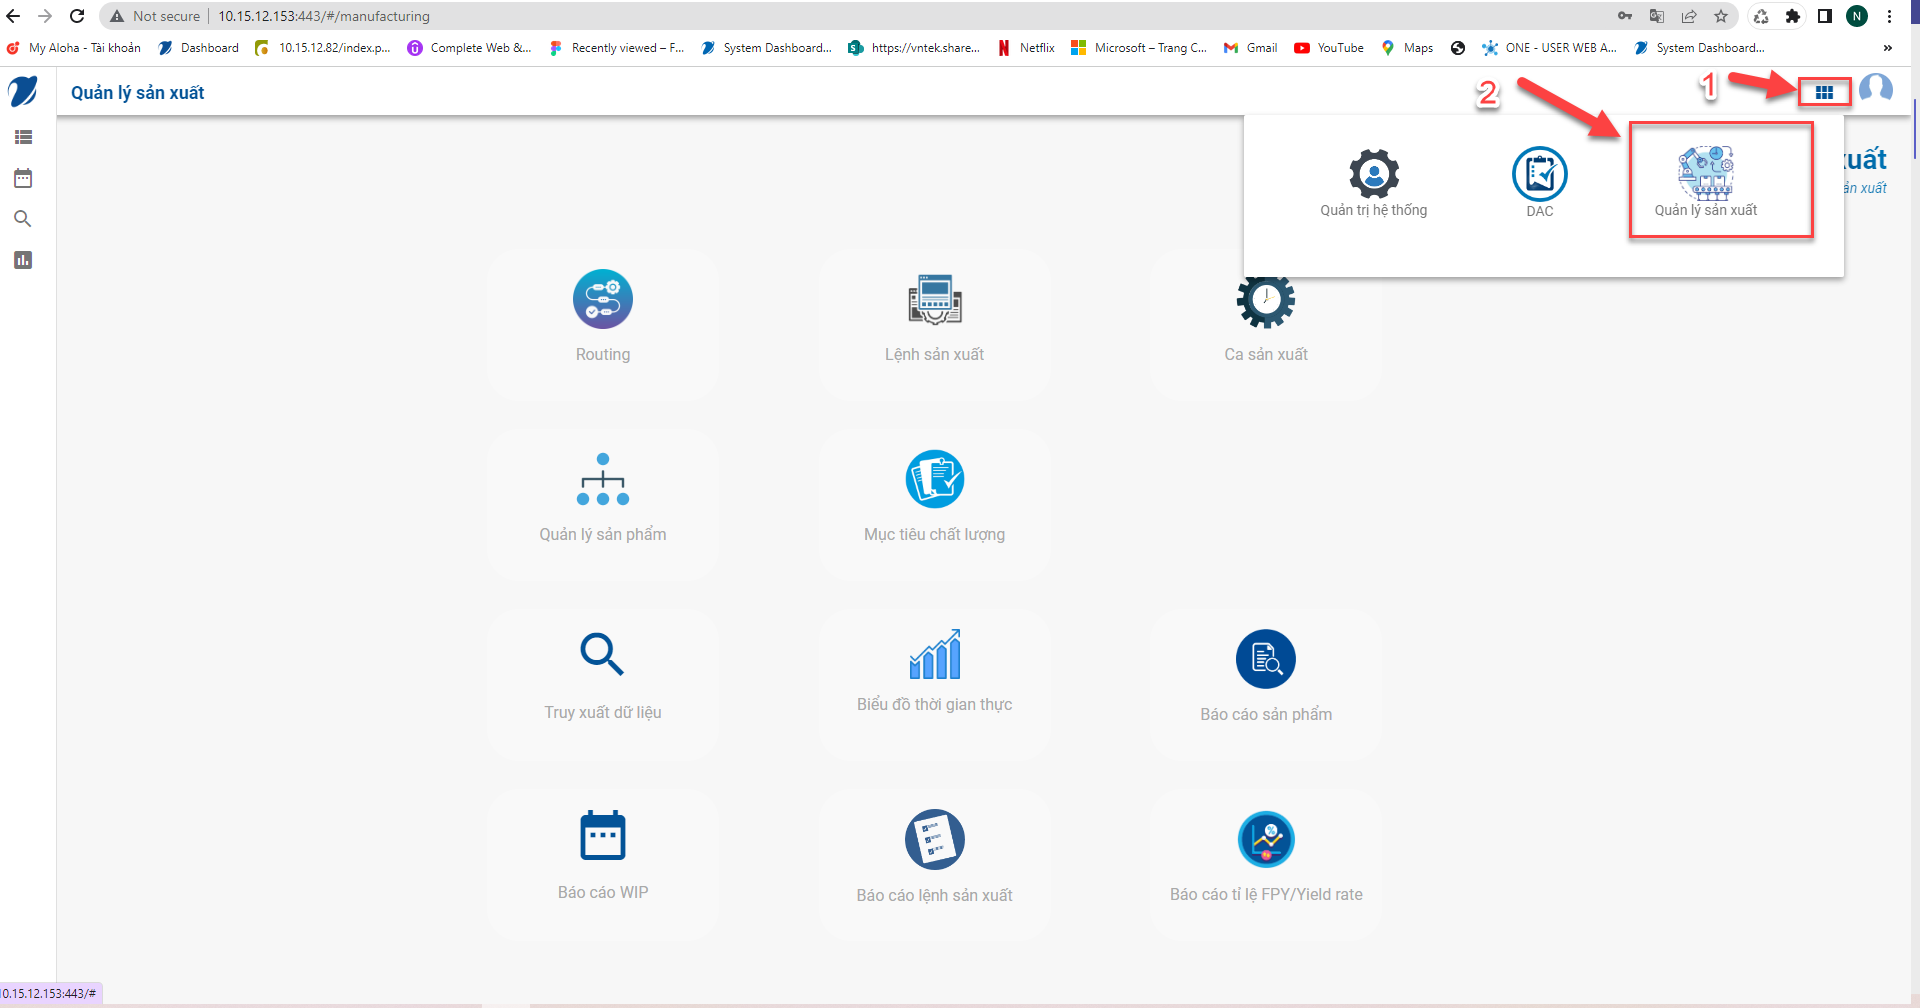 Not secure 10.15.12.153:443/#/manufacturing
N
My Aloha - Tài khoản Dashboard 10.15.12.82/index.p... Complete Web &... Recently viewed – F... System Dashboard... https://vntek.share... Netflix Microsoft – Trang C... Gmail YouTube Maps ONE - USER WEB A... System Dashboard... »
Quản lý sản xuất
2
1
Quản trị hệ thống DAC Quản lý sản xuất
xuất
ản xuất
Routing Lệnh sản xuất Ca sản xuất
Quản lý sản phẩm Mục tiêu chất lượng
Truy xuất dữ liệu Biểu đồ thời gian thực Báo cáo sản phẩm
Báo cáo WIP Báo cáo lệnh sản xuất Báo cáo tỉ lệ FPY/Yield rate
10.15.12.153:443/#